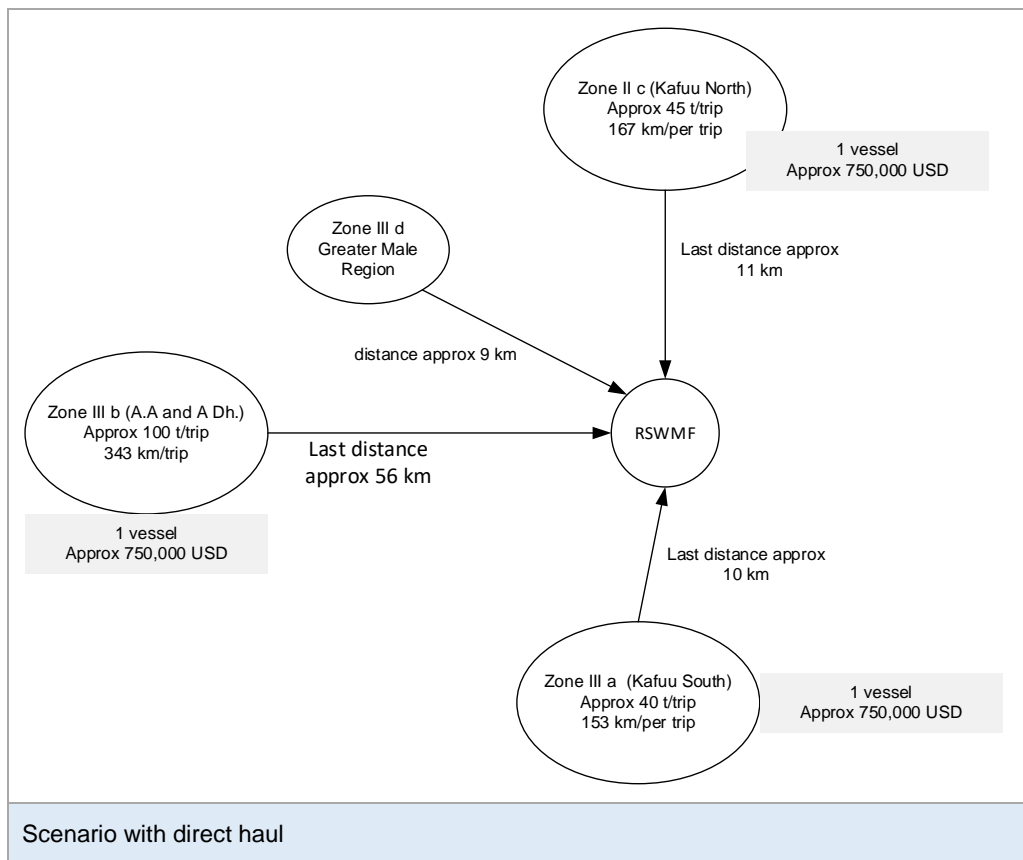 Zone II c (Kafuu North)
Approx 45 t/trip
167 km/per trip
1 vessel
Approx 750,000 USD
Zone III d
Greater Male
Region
Last distance approx
11 km
distance approx 9 km
Zone III b (A.A and A Dh.)
Approx 100 t/trip
343 km/trip
Last distance
approx 56 km
RSWMF
1 vessel
Approx 750,000 USD
Last distance approx
10 km
Zone III a  (Kafuu South)
Approx 40 t/trip
153 km/per trip
1 vessel
Approx 750,000 USD
Scenario with direct haul